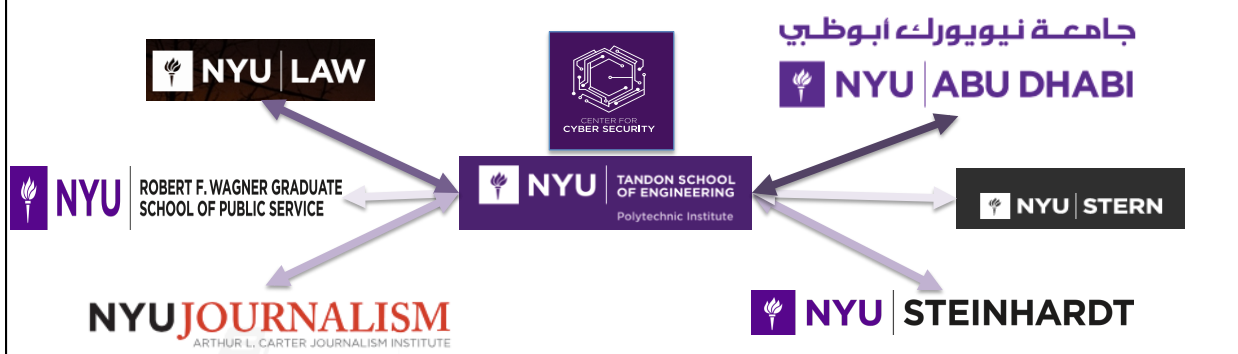 NYU LAW
CENTER FOR
CYBER SECURITY
جامعة نيويورك أبوظبي
NYU ABU DHABI
NYU ROBERT F. WAGNER GRADUATE
SCHOOL OF PUBLIC SERVICE
NYU TANDON SCHOOL
OF ENGINEERING
Polytechnic Institute
NYU STERN
NYUJOURNALISM
ARTHUR L. CARTER JOURNALISM INSTITUTE
NYU STEINHARDT